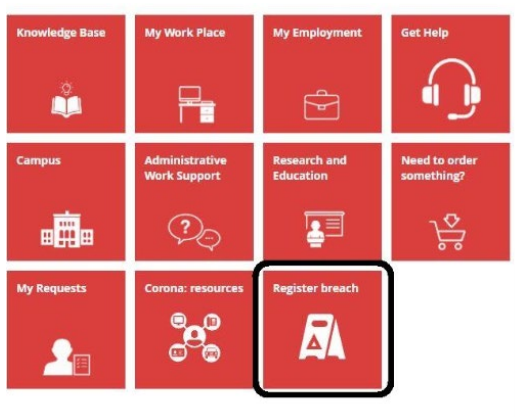 Knowledge Base
My Work Place
My Employment
Get Help
Campus
Administrative
Work Support
Research and
Education
Need to order
something?
My Requests
Corona: resources
Register breach